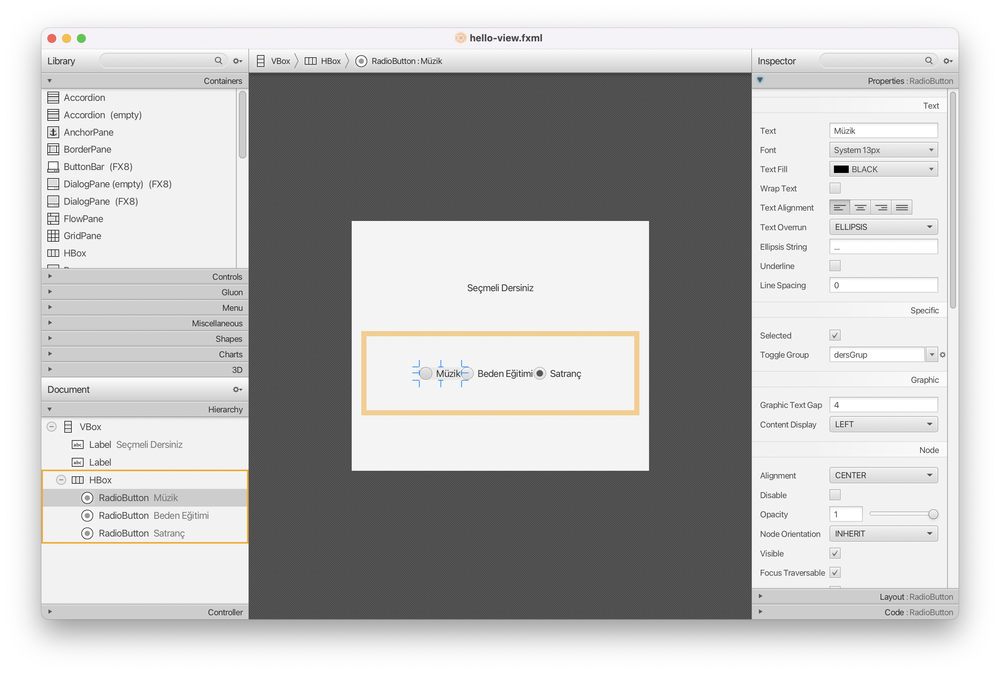 hello-view.fxml
Library
VBox
HBox
RadioButton : Müzik
Inspector
Containers
Accordion
Accordion (empty)
AnchorPane
BorderPane
ButtonBar (FX8)
DialogPane (empty) (FX8)
DialogPane (FX8)
FlowPane
GridPane
HBox
Controls
Gluon
Menu
Miscellaneous
Shapes
Charts
3D
Document
Hierarchy
VBox
abc Label Seçmeli Dersiniz
abc Label
HBox
RadioButton Müzik
RadioButton Beden Eğitimi
RadioButton Satranç
Controller
Seçmeli Dersiniz
Müzik Beden Eğitimi Satranç
Properties : RadioButton
Text
Text Müzik
Font System 13px
Text Fill BLACK
Wrap Text
Text Alignment
Text Overrun ELLIPSIS
Ellipsis String ...
Underline
Line Spacing 0
Specific
Selected
Toggle Group dersGrup
Graphic
Graphic Text Gap 4
Content Display LEFT
Node
Alignment CENTER
Disable
Opacity 1
Node Orientation INHERIT
Visible
Focus Traversable
Layout : RadioButton
Code : RadioButton